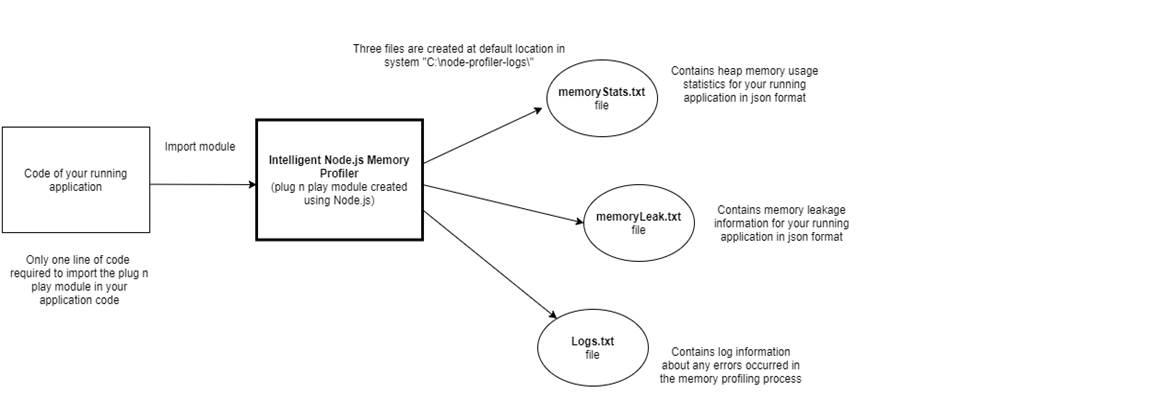 Three files are created at default location in
system "C:\node-profiler-logs\"
memoryStats.txt
file
Contains heap memory usage
statistics for your running
application in json format
Code of your running
application
Import module
Intelligent Node.js Memory
Profiler
(plug n play module created
using Node.js)
memoryLeak.txt
file
Contains memory leakage
information for your running
application in json format
Only one line of code
required to import the plug n
play module in your
application code
Logs.txt
file
Contains log information
about any errors occurred in
the memory profiling process